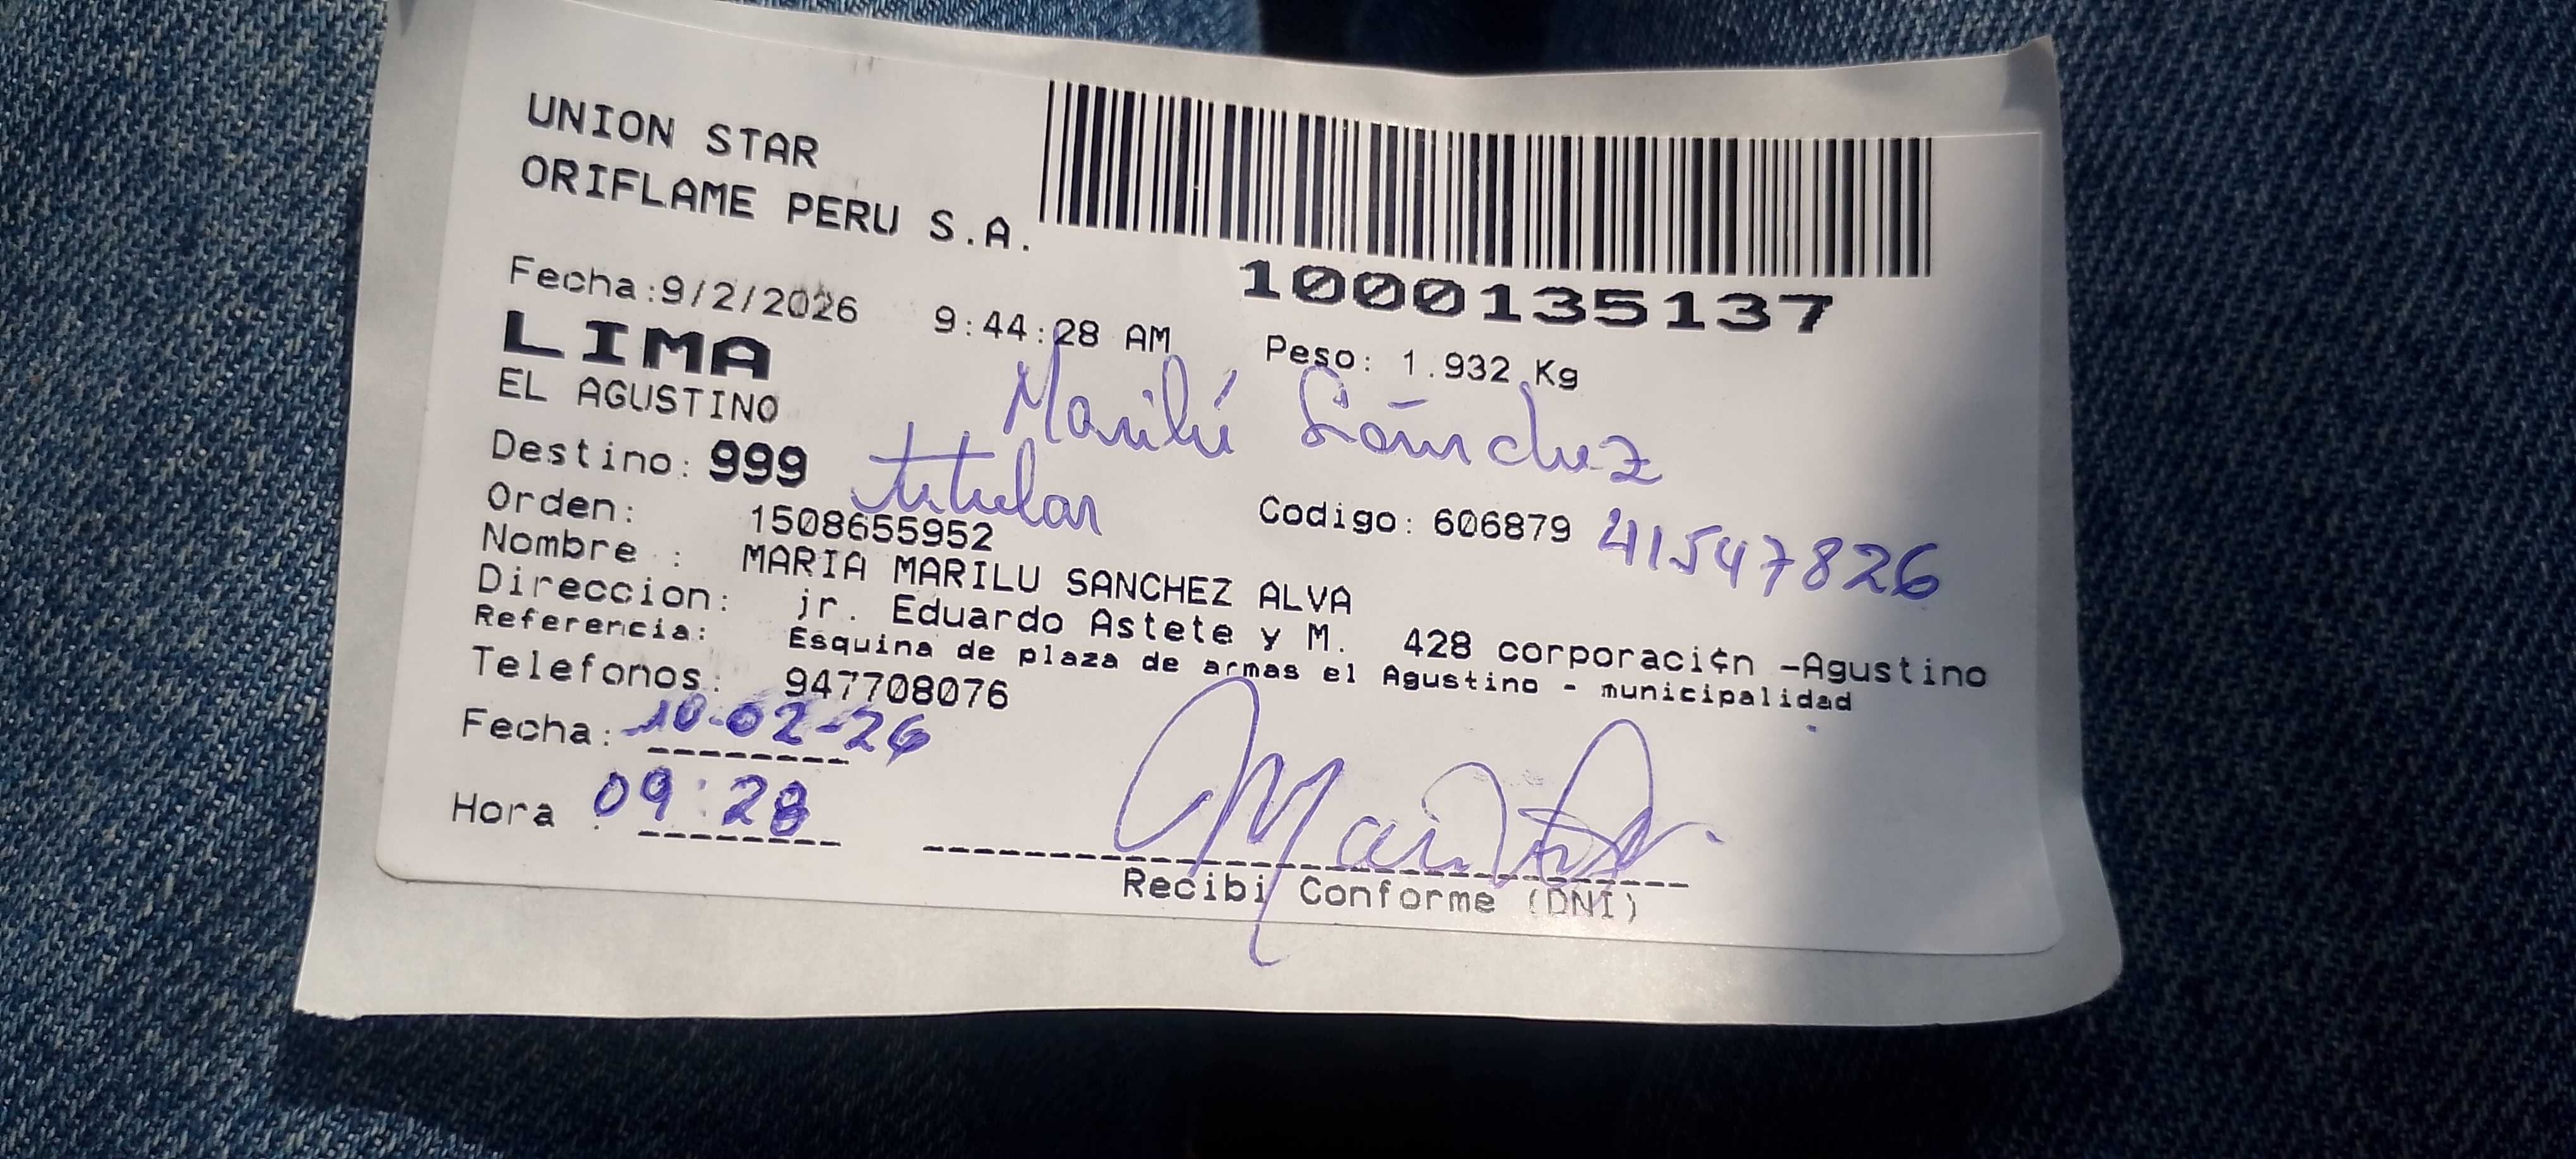 UNION STAR
ORIFLAME PERU S.A.
1000135137
Fecha:9/2/2026 9:44:28 AM Peso: 1.932 Kg
LIMA
EL AGUSTINO
Marilú Sánchez
Destino: 999 titular
Orden: 1508655952 Codigo: 606879 41547826
Nombre : MARIA MARILU SANCHEZ ALVA
Direccion: jr. Eduardo Astete y M. 428 corporaci¢n -Agustino
Referencia: Esquina de plaza de armas el Agustino - municipalidad
Telefonos: 947708076
Fecha: 10-02-26
Hora : 09:28
Recibi Conforme (DNI)